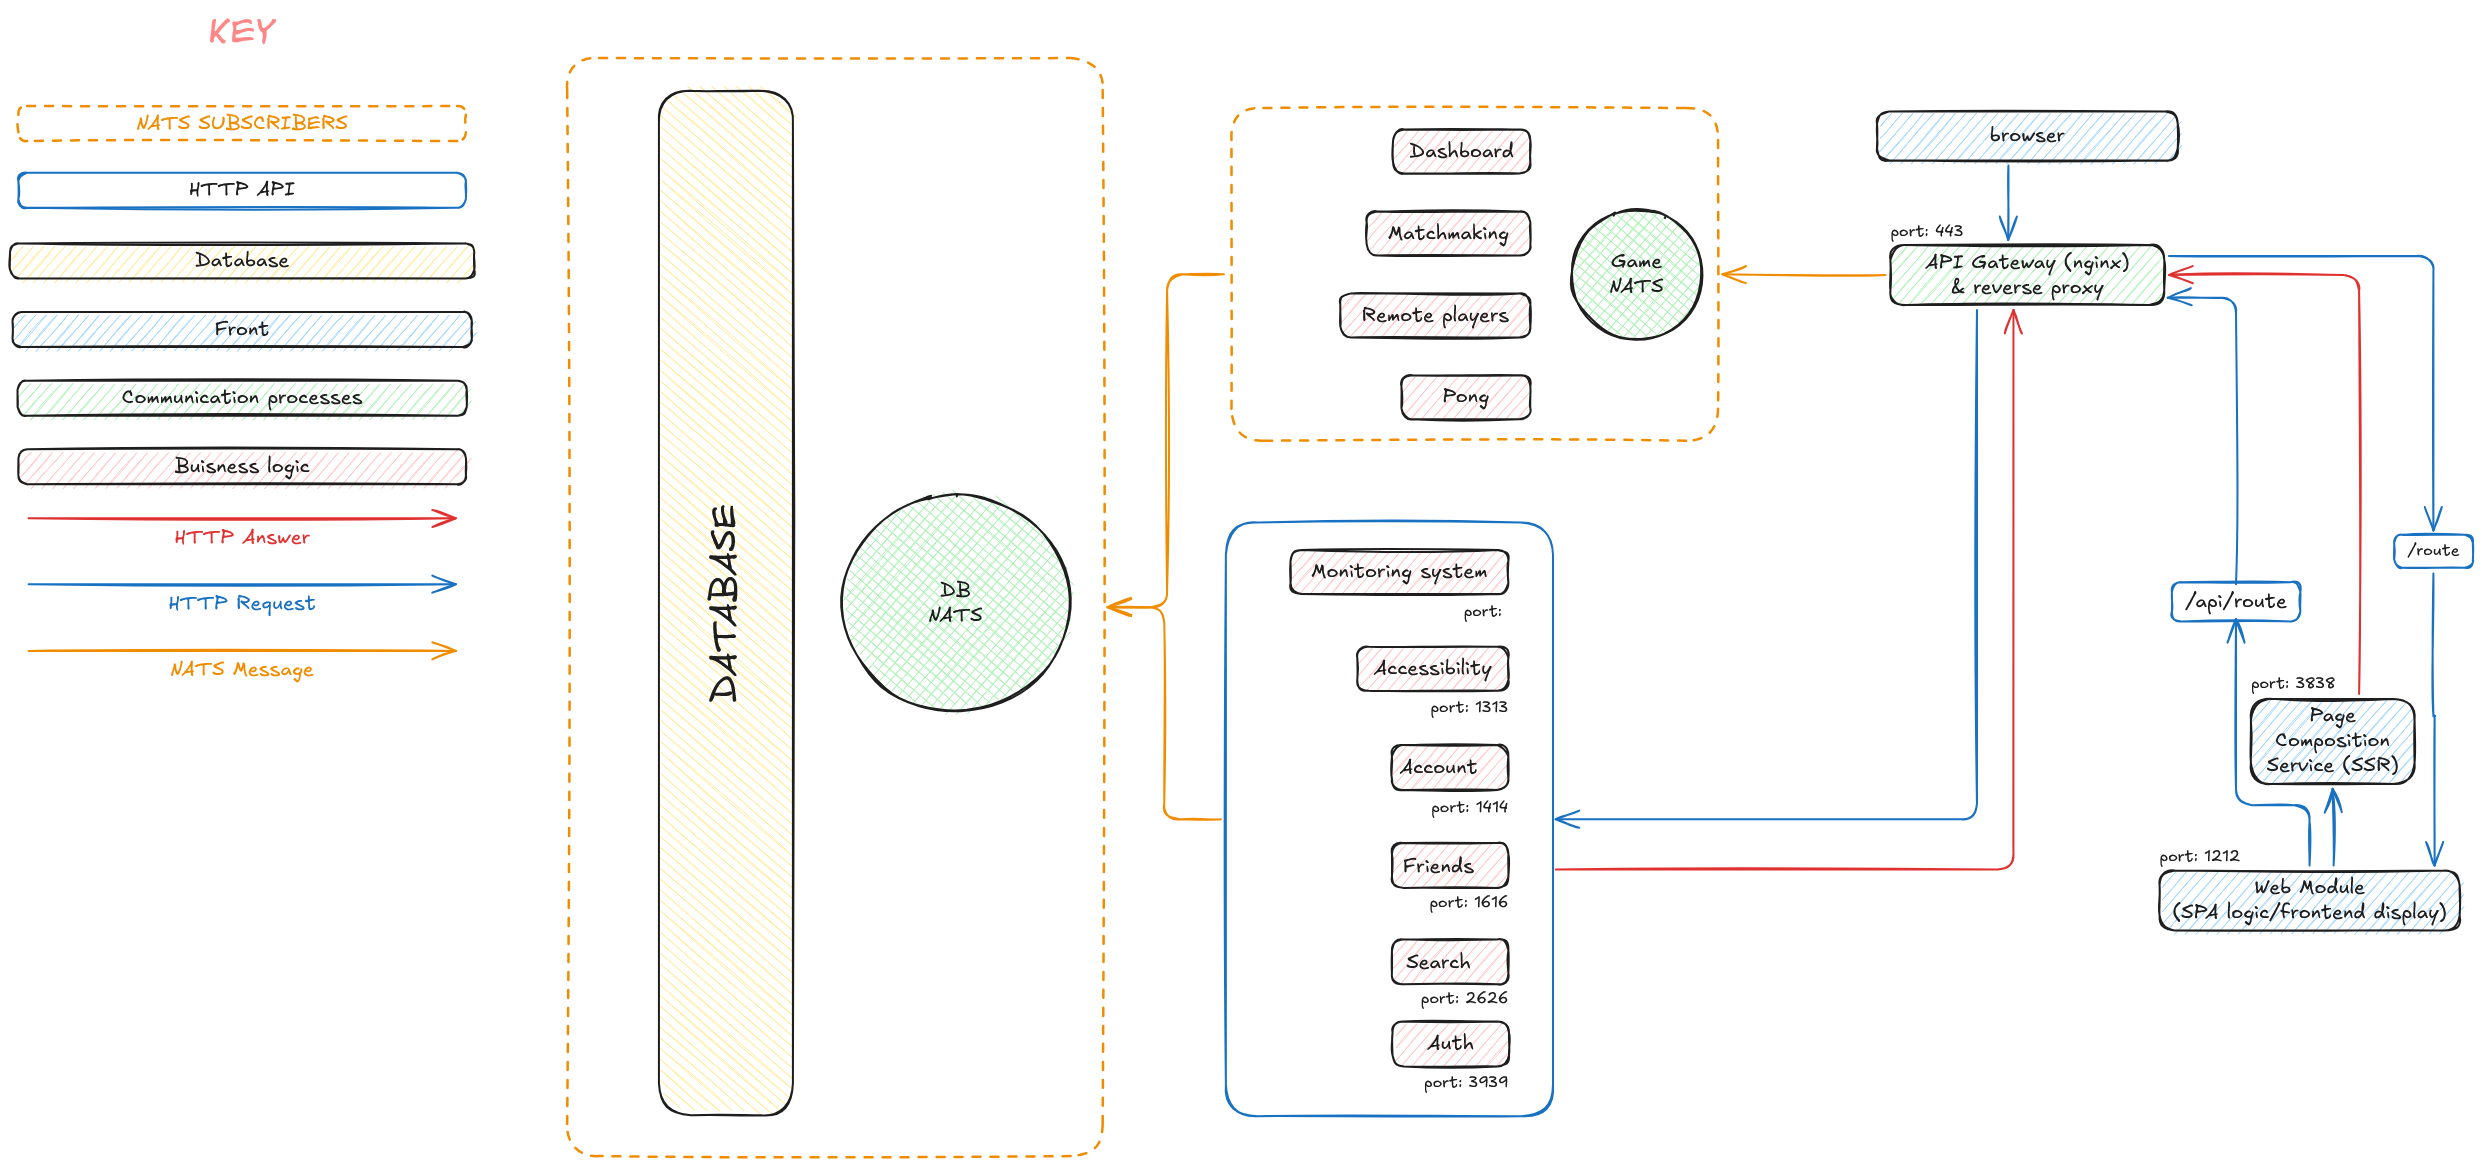 KEY
NATS SUBSCRIBERS
HTTP API
Database
Front
Communication processes
Buisness logic
HTTP Answer
HTTP Request
NATS Message
DATABASE
DB
NATS
Dashboard
Matchmaking
Remote players
Pong
Game
NATS
Monitoring system
port:
Accessibility
port: 1313
Account
port: 1414
Friends
port: 1616
Search
port: 2626
Auth
port: 3939
browser
port: 443
API Gateway (nginx)
& reverse proxy
/route
/api/route
port: 3838
Page
Composition
Service (SSR)
port: 1212
Web Module
(SPA logic/frontend display)